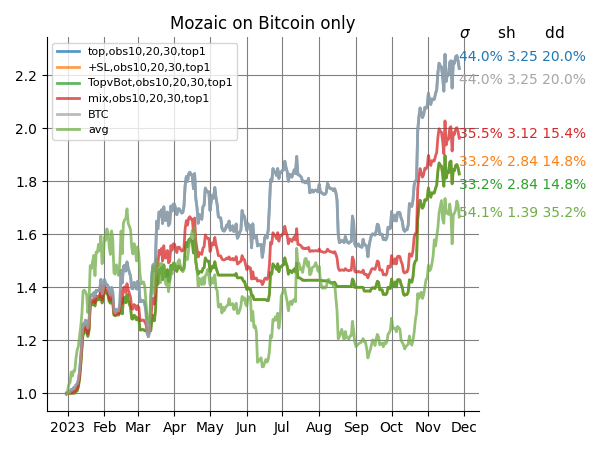 Mozaic on Bitcoin only
σ sh dd
top,obs10,20,30,top1
+SL,obs10,20,30,top1
TopvBot,obs10,20,30,top1
mix,obs10,20,30,top1
BTC
avg
44.0% 3.25 20.0%
44.0% 3.25 20.0%
35.5% 3.12 15.4%
33.2% 2.84 14.8%
33.2% 2.84 14.8%
54.1% 1.39 35.2%
2.2
2.0
1.8
1.6
1.4
1.2
1.0
2023 Feb Mar Apr May Jun Jul Aug Sep Oct Nov Dec